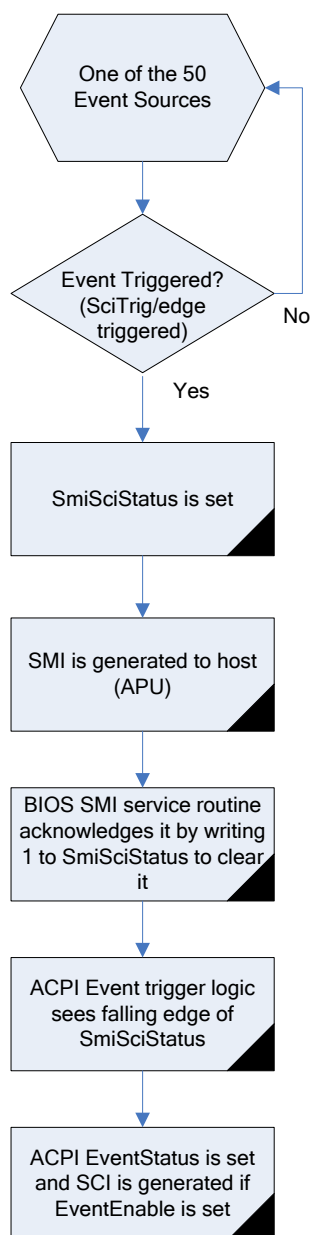 One of the 50
Event Sources
Event Triggered?
(SciTrig/edge
triggered)
No
Yes
SmiSciStatus is set
SMI is generated to host
(APU)
BIOS SMI service routine
acknowledges it by writing
1 to SmiSciStatus to clear
it
ACPI Event trigger logic
sees falling edge of
SmiSciStatus
ACPI EventStatus is set
and SCI is generated if
EventEnable is set